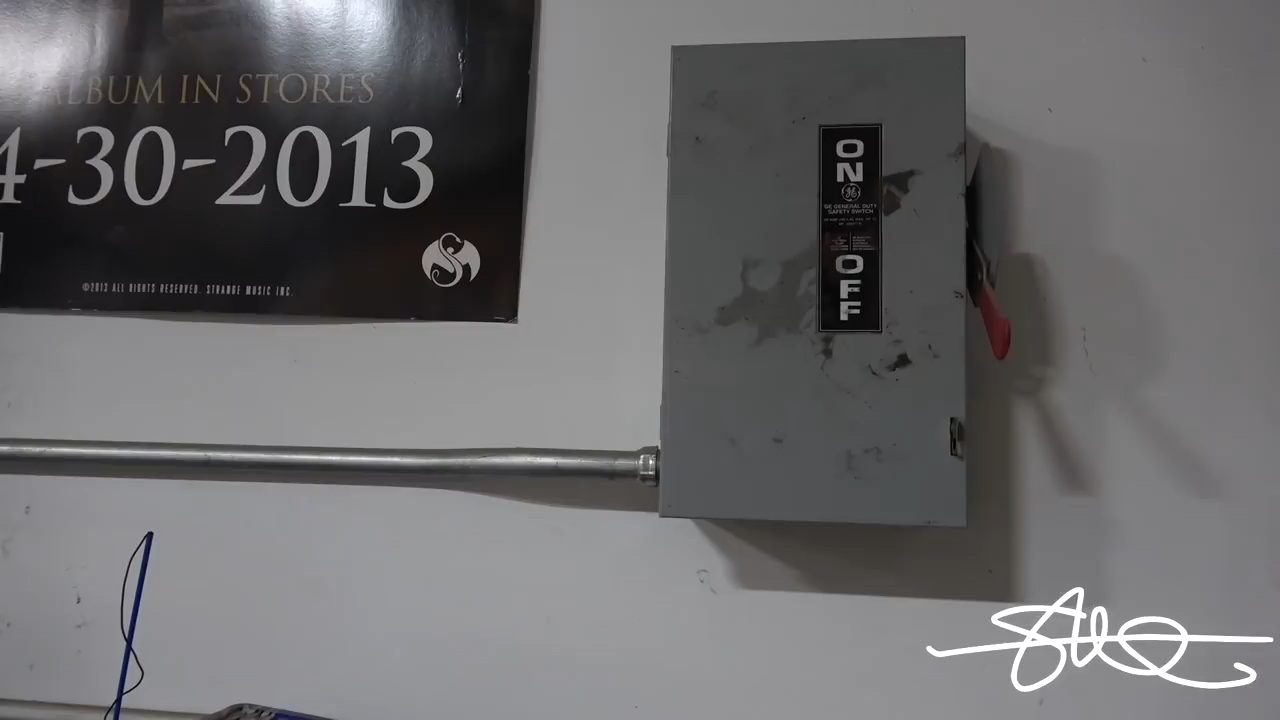 ALBUM IN STORES
4-30-2013
©2013 ALL RIGHTS RESERVED. STRANGE MUSIC INC.
ON
GE
GE GENERAL DUTY
SAFETY SWITCH
OFF